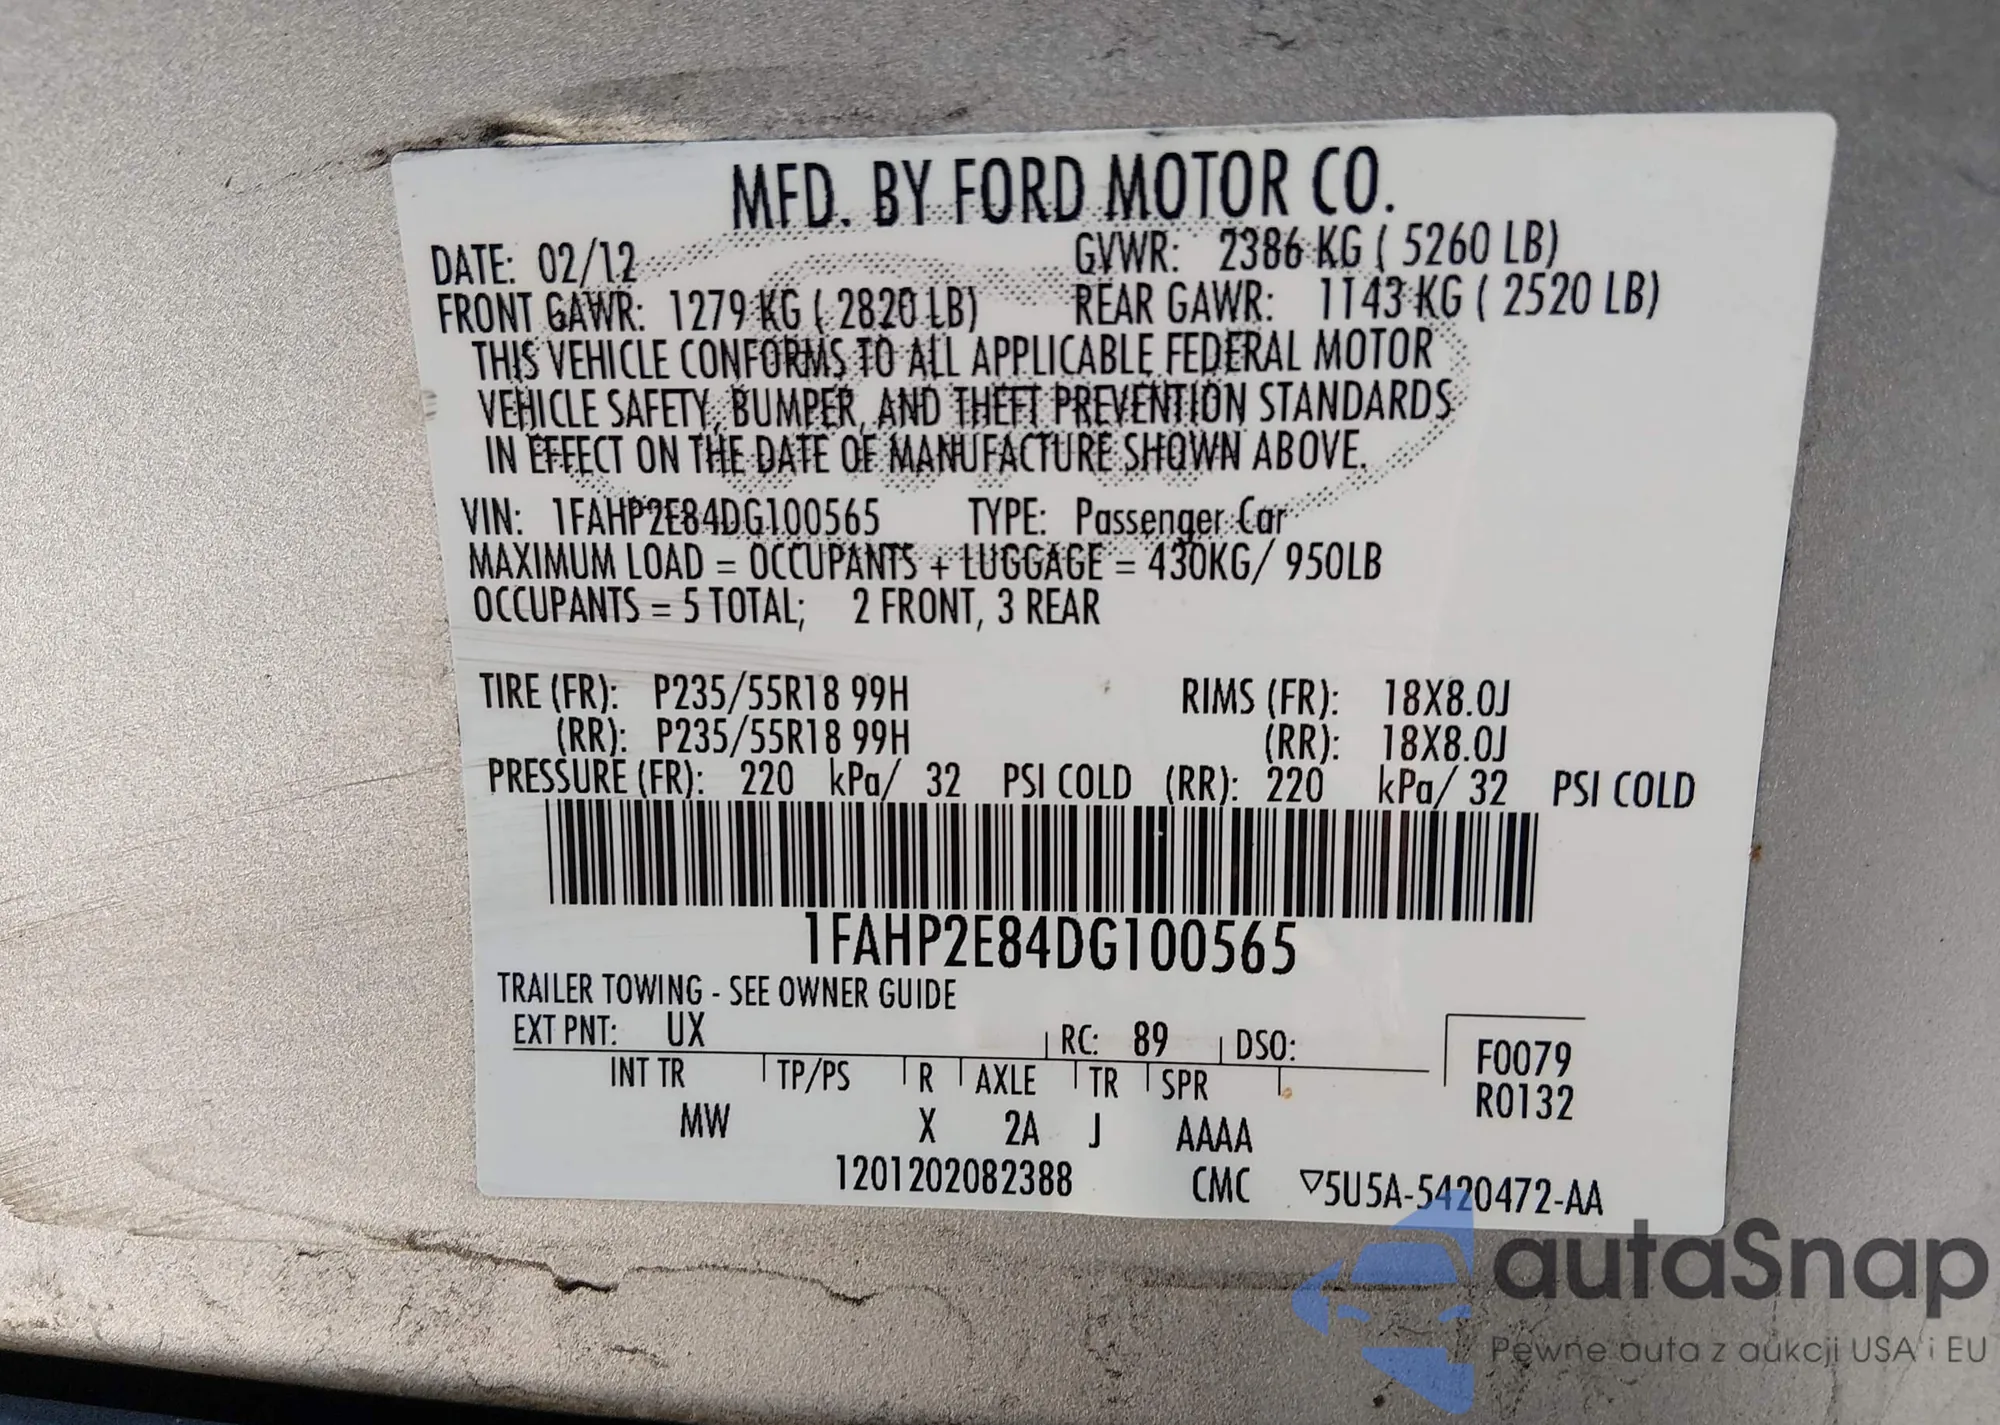 MFD. BY FORD MOTOR CO.
DATE: 02/12 GVWR: 2386 KG ( 5260 LB)
FRONT GAWR: 1279 KG ( 2820 LB) REAR GAWR: 1143 KG ( 2520 LB)
THIS VEHICLE CONFORMS TO ALL APPLICABLE FEDERAL MOTOR
VEHICLE SAFETY, BUMPER, AND THEFT PREVENTION STANDARDS
IN EFFECT ON THE DATE OF MANUFACTURE SHOWN ABOVE.
VIN: 1FAHP2E84DG100565 TYPE: Passenger Car
MAXIMUM LOAD = OCCUPANTS + LUGGAGE = 430KG/ 950LB
OCCUPANTS = 5 TOTAL; 2 FRONT, 3 REAR
TIRE (FR): P235/55R18 99H RIMS (FR): 18X8.0J
(RR): P235/55R18 99H (RR): 18X8.0J
PRESSURE (FR): 220 kPa/ 32 PSI COLD (RR): 220 kPa/ 32 PSI COLD
1FAHP2E84DG100565
TRAILER TOWING - SEE OWNER GUIDE
EXT PNT: UX RC: 89 DSO: F0079
INT TR TP/PS R AXLE TR SPR R0132
MW X 2A J AAAA
1201202082388 CMC ▽5U5A-5420472-AA
autaSnap
Pewne auta z aukcji USA i EU